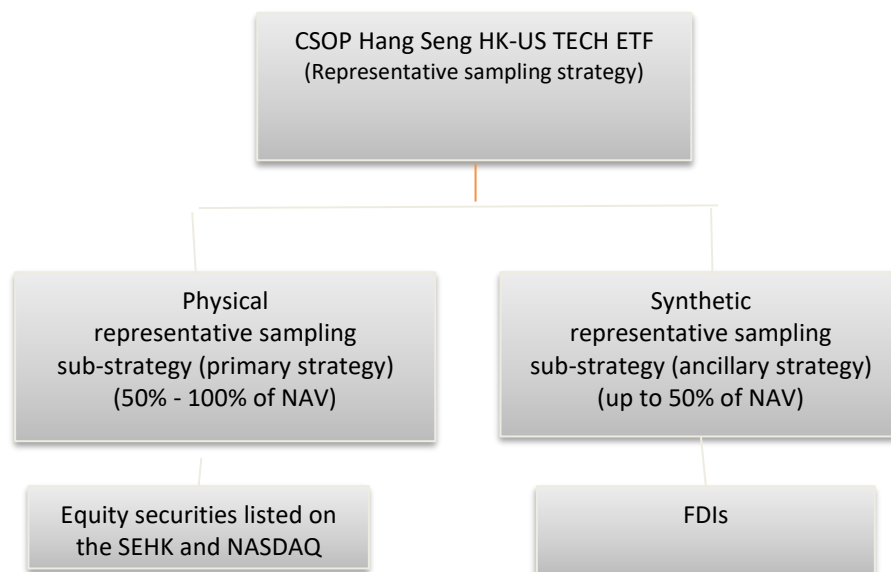 CSOP Hang Seng HK-US TECH ETF
(Representative sampling strategy)
Physical
representative sampling
sub-strategy (primary strategy)
(50% - 100% of NAV)
Synthetic
representative sampling
sub-strategy (ancillary strategy)
(up to 50% of NAV)
Equity securities listed on
the SEHK and NASDAQ
FDIs